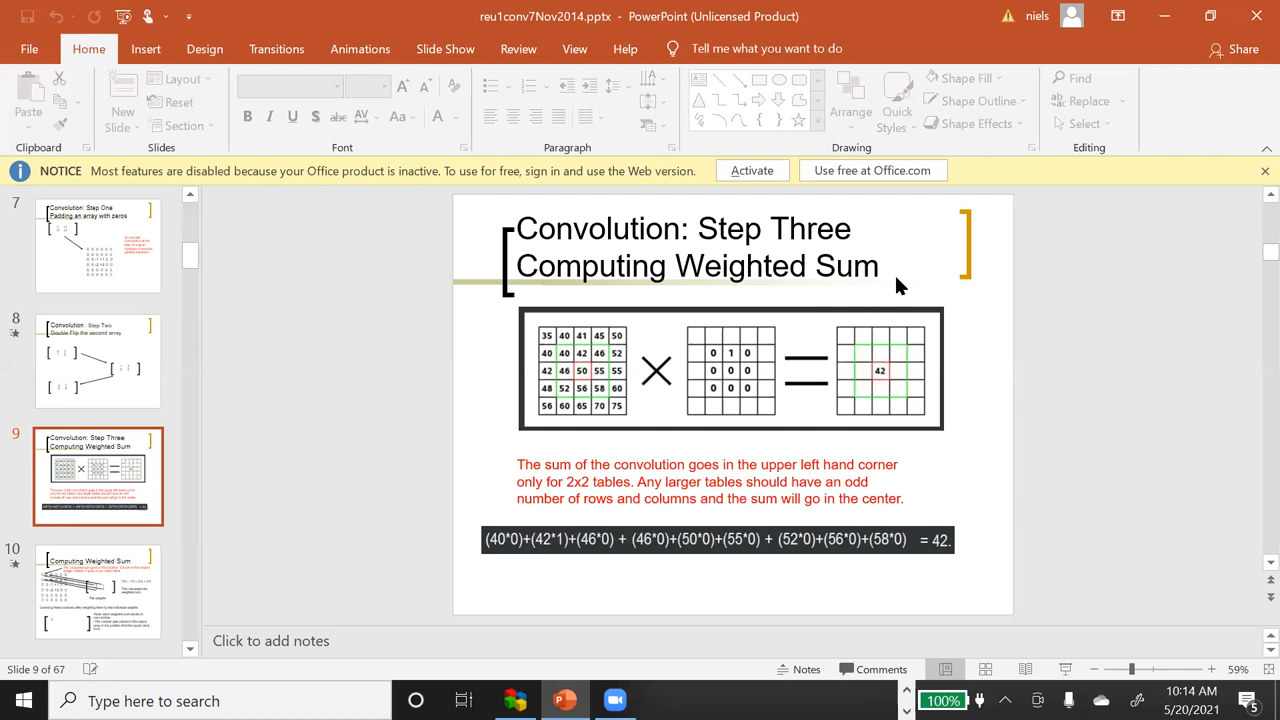 reu1conv7Nov2014.pptx - PowerPoint (Unlicensed Product)
niels
File Home Insert Design Transitions Animations Slide Show Review View Help Tell me what you want to do Share
Paste
New Slide
Layout
Reset
Section
B I U S abc AV Aa A
Arrange
Quick Styles
Shape Fill
Shape Outline
Shape Effects
Find
Replace
Select
Clipboard Slides Font Paragraph Drawing Editing
NOTICE Most features are disabled because your Office product is inactive. To use for free, sign in and use the Web version. Activate Use free at Office.com
7
Convolution: Step One
Padding an array with zeros
8
Convolution : Step Two
Double Flip the second array
9
Convolution: Step Three
Computing Weighted Sum
10
Computing Weighted Sum
Convolution: Step Three
Computing Weighted Sum
35 40 41 45 50
40 40 42 46 52 0 1 0
42 46 50 55 55 × 0 0 0 = 42
48 52 56 58 60 0 0 0
56 60 65 70 75
The sum of the convolution goes in the upper left hand corner
only for 2x2 tables. Any larger tables should have an odd
number of rows and columns and the sum will go in the center.
(40*0)+(42*1)+(46*0) + (46*0)+(50*0)+(55*0) + (52*0)+(56*0)+(58*0) = 42.
Click to add notes
Slide 9 of 67 Notes Comments 59%
Type here to search
100%
10:14 AM
5/20/2021
5